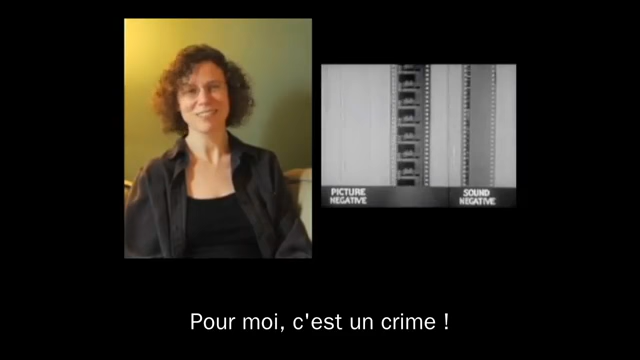 PICTURE
NEGATIVE
SOUND
NEGATIVE
Pour moi, c'est un crime !